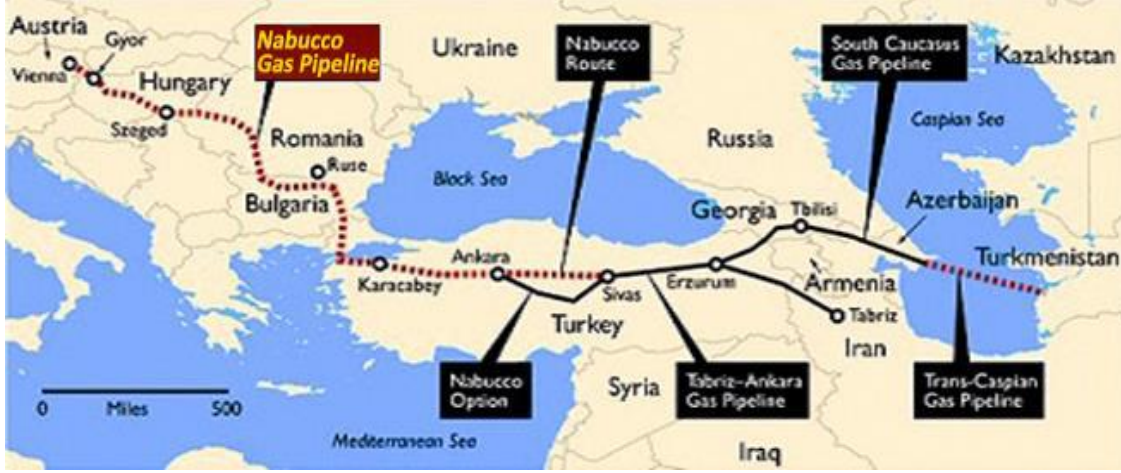 Austria
Gyor
Vienna
Hungary
Szeged
Nabucco
Gas Pipeline
Ukraine
Nabucco
Route
South Caucasus
Gas Pipeline
Kazakhstan
Caspian Sea
Romania
Ruse
Russia
Black Sea
Bulgaria
Georgia
Tbilisi
Azerbaijan
Ankara
Karacabey
Sivas
Erzurum
Armenia
Turkmenistan
Turkey
Tabriz
Iran
0 Miles 500
Nabucco
Option
Syria
Tabriz–Ankara
Gas Pipeline
Trans-Caspian
Gas Pipeline
Mediterranean Sea
Iraq